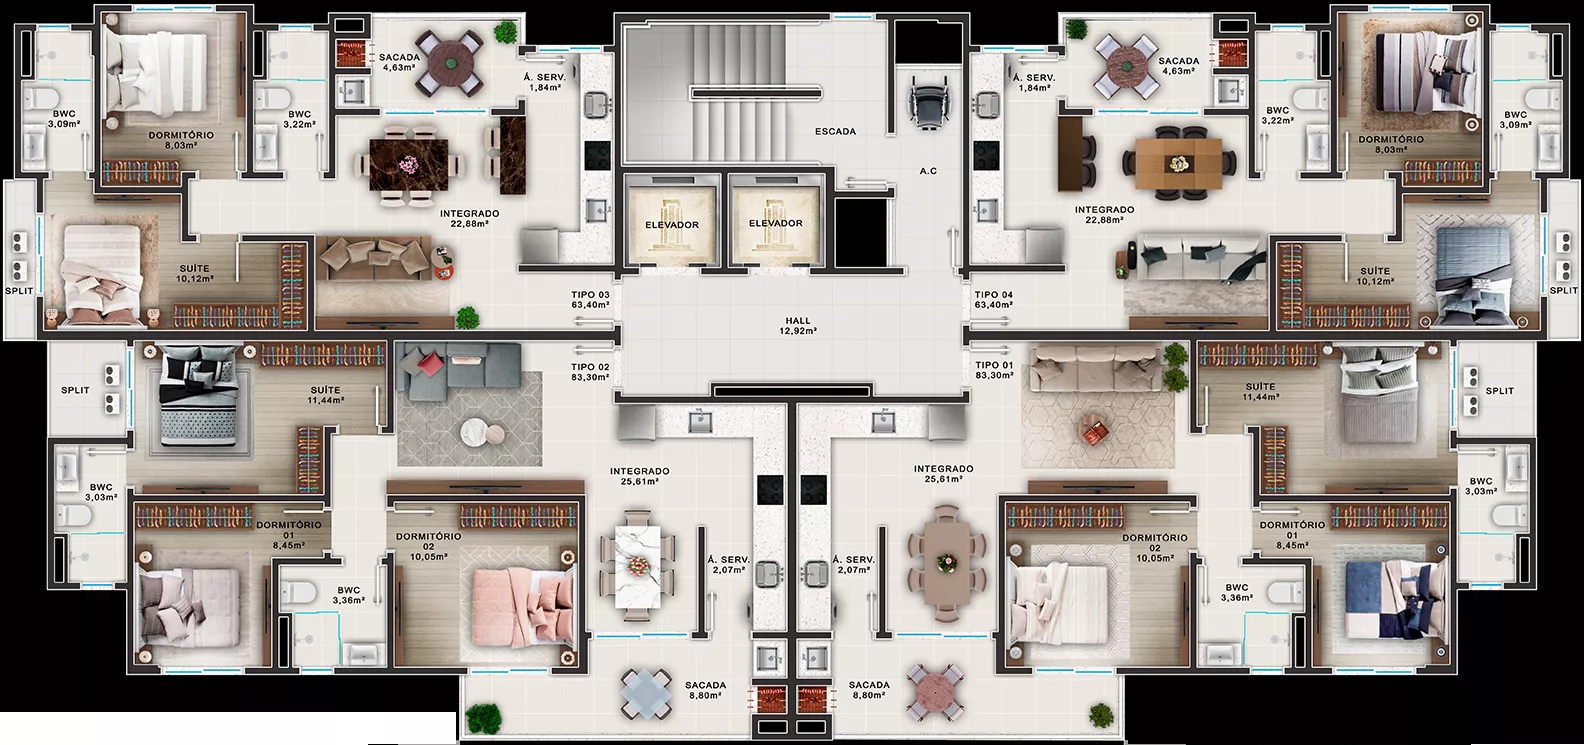 BWC
3,09m²
DORMITÓRIO
8,03m²
BWC
3,22m²
SACADA
4,63m²
Á. SERV.
1,84m²
INTEGRADO
22,88m²
SUÍTE
10,12m²
SPLIT
TIPO 03
63,40m²
ESCADA
A.C
ELEVADOR
ELEVADOR
HALL
12,92m²
Á. SERV.
1,84m²
SACADA
4,63m²
BWC
3,22m²
DORMITÓRIO
8,03m²
BWC
3,09m²
INTEGRADO
22,88m²
SUÍTE
10,12m²
SPLIT
TIPO 04
63,40m²
TIPO 02
83,30m²
SPLIT
SUÍTE
11,44m²
BWC
3,03m²
DORMITÓRIO
01
8,45m²
DORMITÓRIO
02
10,05m²
BWC
3,36m²
INTEGRADO
25,61m²
Á. SERV.
2,07m²
SACADA
8,80m²
TIPO 01
83,30m²
SUÍTE
11,44m²
SPLIT
INTEGRADO
25,61m²
BWC
3,03m²
DORMITÓRIO
02
10,05m²
DORMITÓRIO
01
8,45m²
Á. SERV.
2,07m²
BWC
3,36m²
SACADA
8,80m²